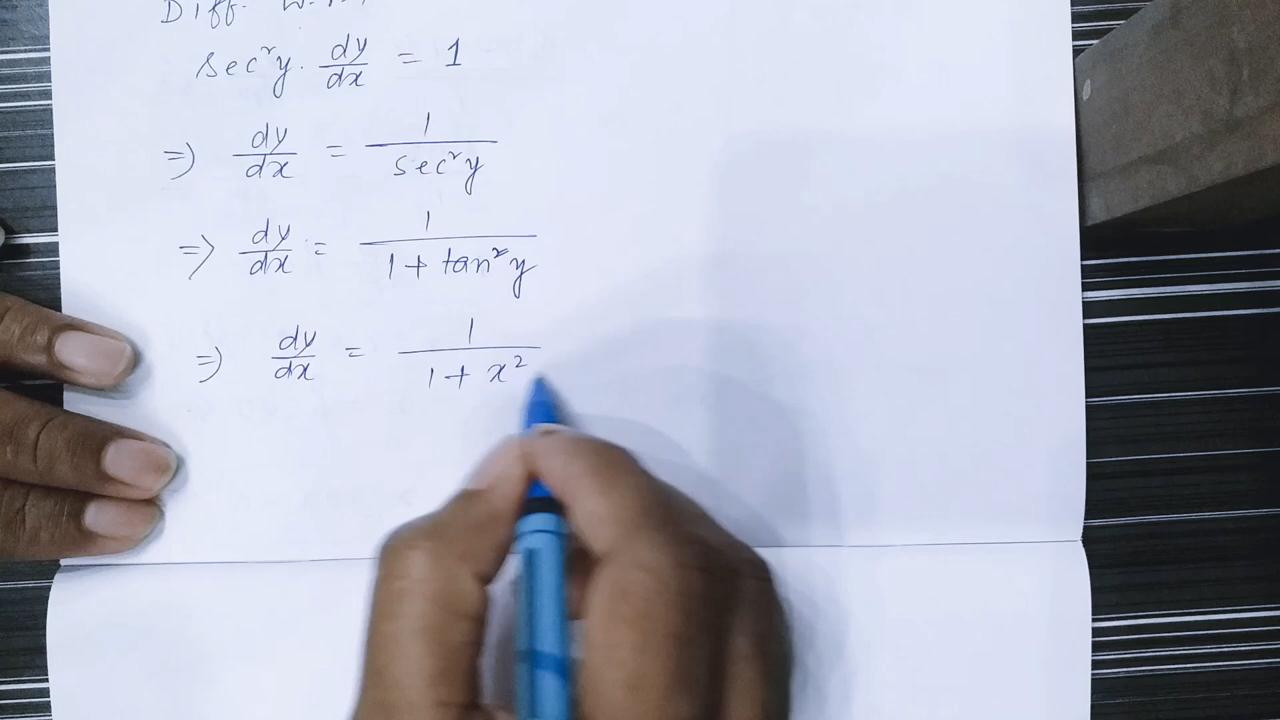 Diff. w.r.
sec²y . dy/dx = 1
=> dy/dx = 1/sec²y
=> dy/dx = 1/1 + tan²y
=> dy/dx = 1/1 + x²